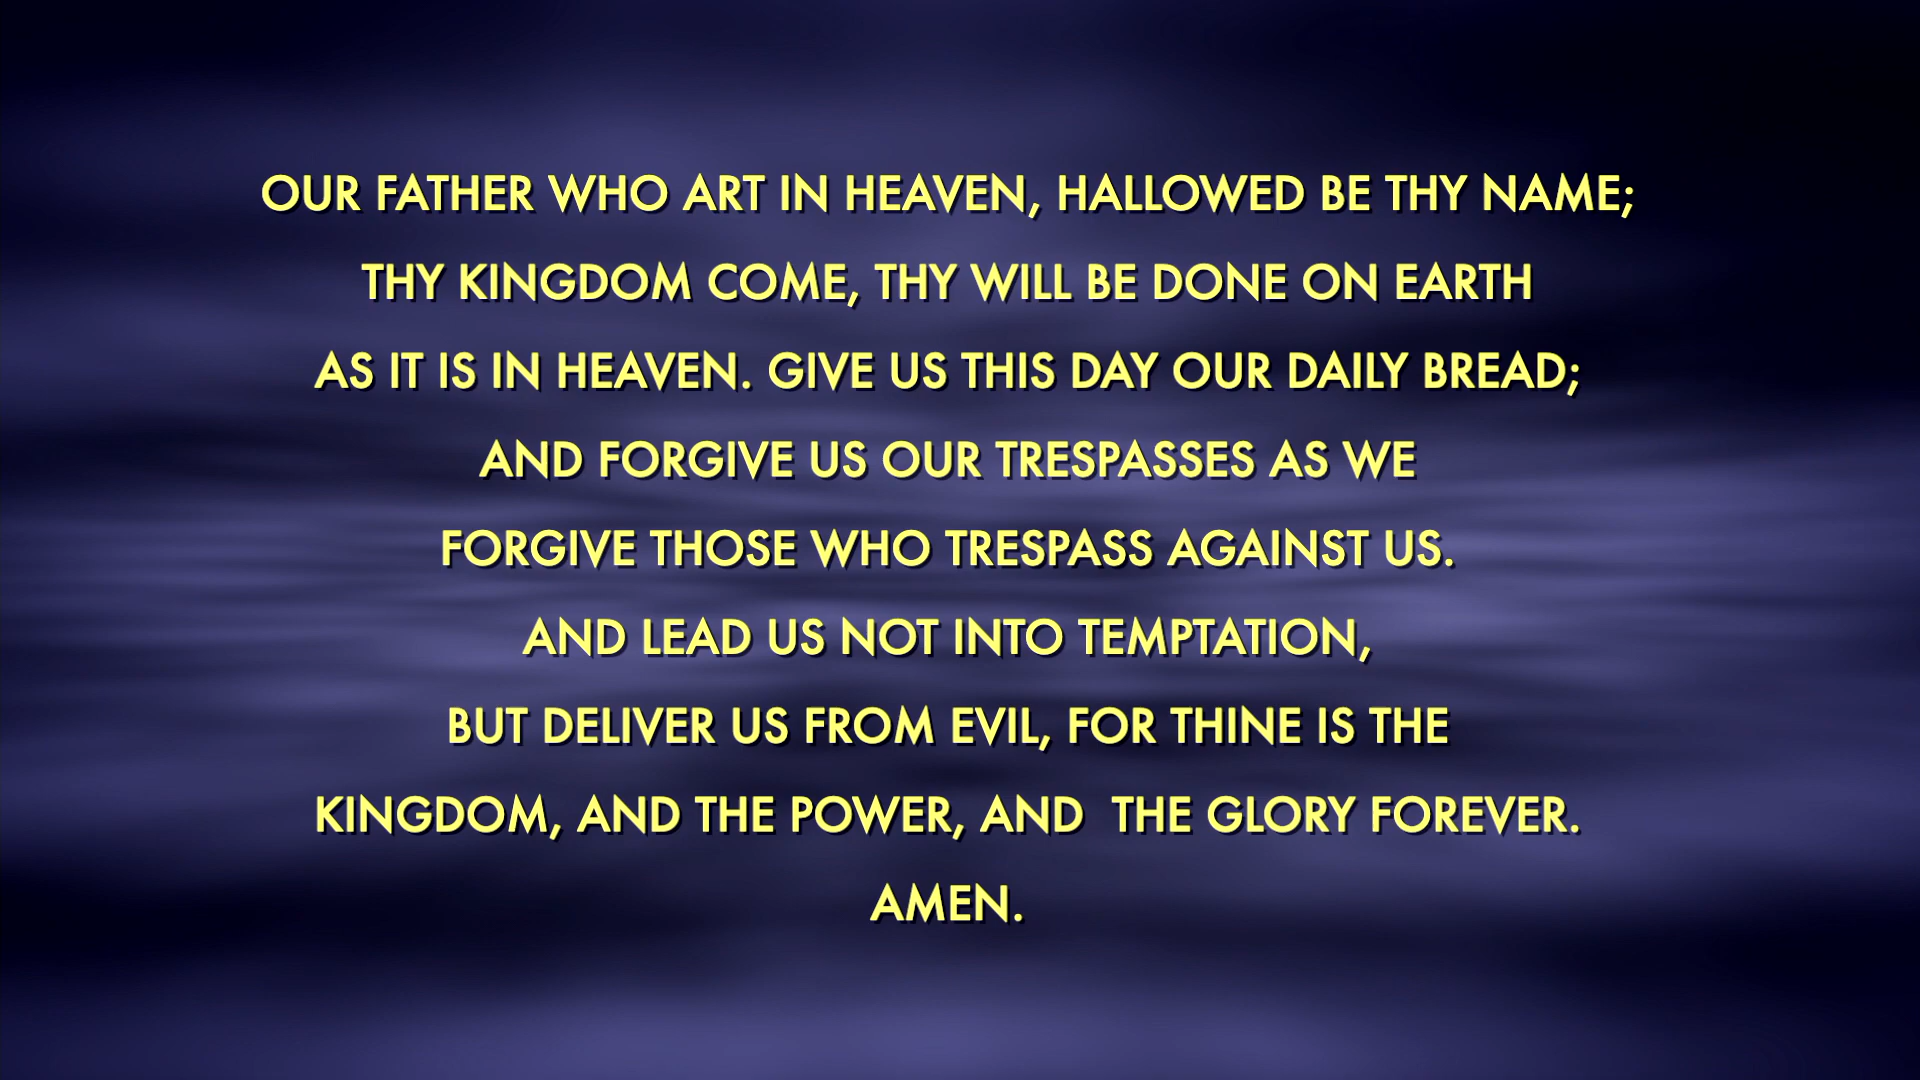 OUR FATHER WHO ART IN HEAVEN, HALLOWED BE THY NAME;
THY KINGDOM COME, THY WILL BE DONE ON EARTH
AS IT IS IN HEAVEN. GIVE US THIS DAY OUR DAILY BREAD;
AND FORGIVE US OUR TRESPASSES AS WE
FORGIVE THOSE WHO TRESPASS AGAINST US.
AND LEAD US NOT INTO TEMPTATION,
BUT DELIVER US FROM EVIL, FOR THINE IS THE
KINGDOM, AND THE POWER, AND  THE GLORY FOREVER.
AMEN.